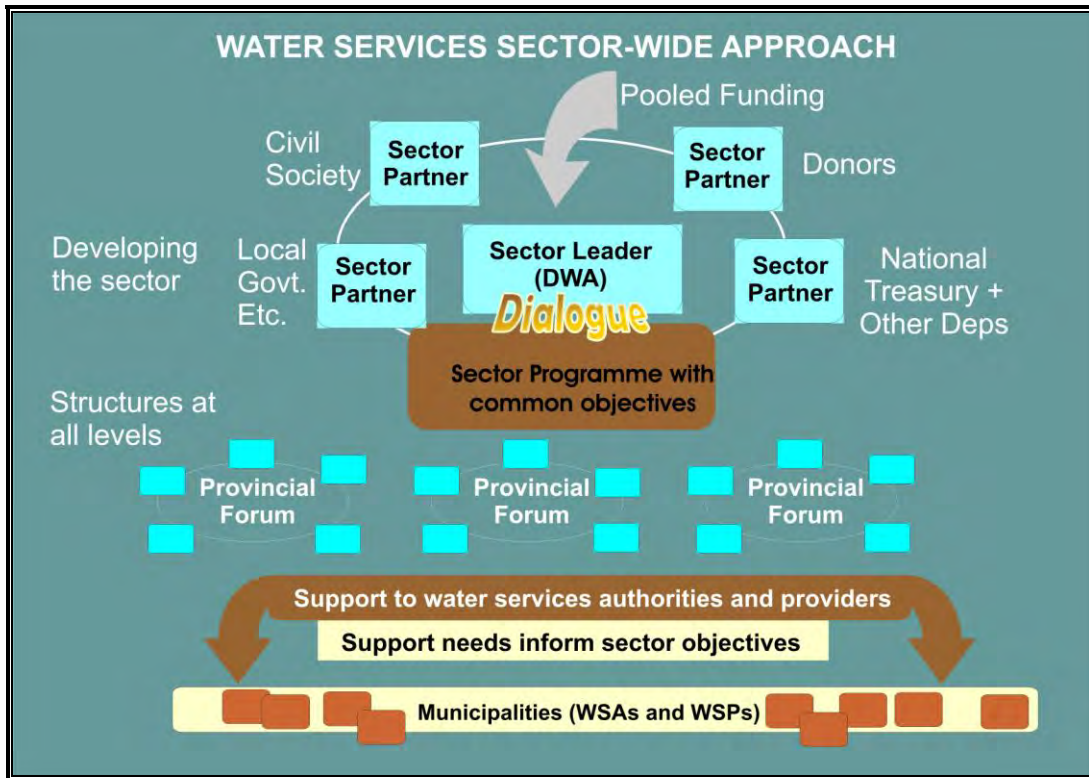 WATER SERVICES SECTOR-WIDE APPROACH
Pooled Funding
Civil
Society
Sector
Partner
Sector
Partner
Donors
Developing
the sector
Local
Govt.
Etc.
Sector
Partner
Sector Leader
(DWA)
Dialogue
Sector
Partner
National
Treasury +
Other Deps
Sector Programme with
common objectives
Structures at
all levels
Provincial
Forum
Provincial
Forum
Provincial
Forum
Support to water services authorities and providers
Support needs inform sector objectives
Municipalities (WSAs and WSPs)